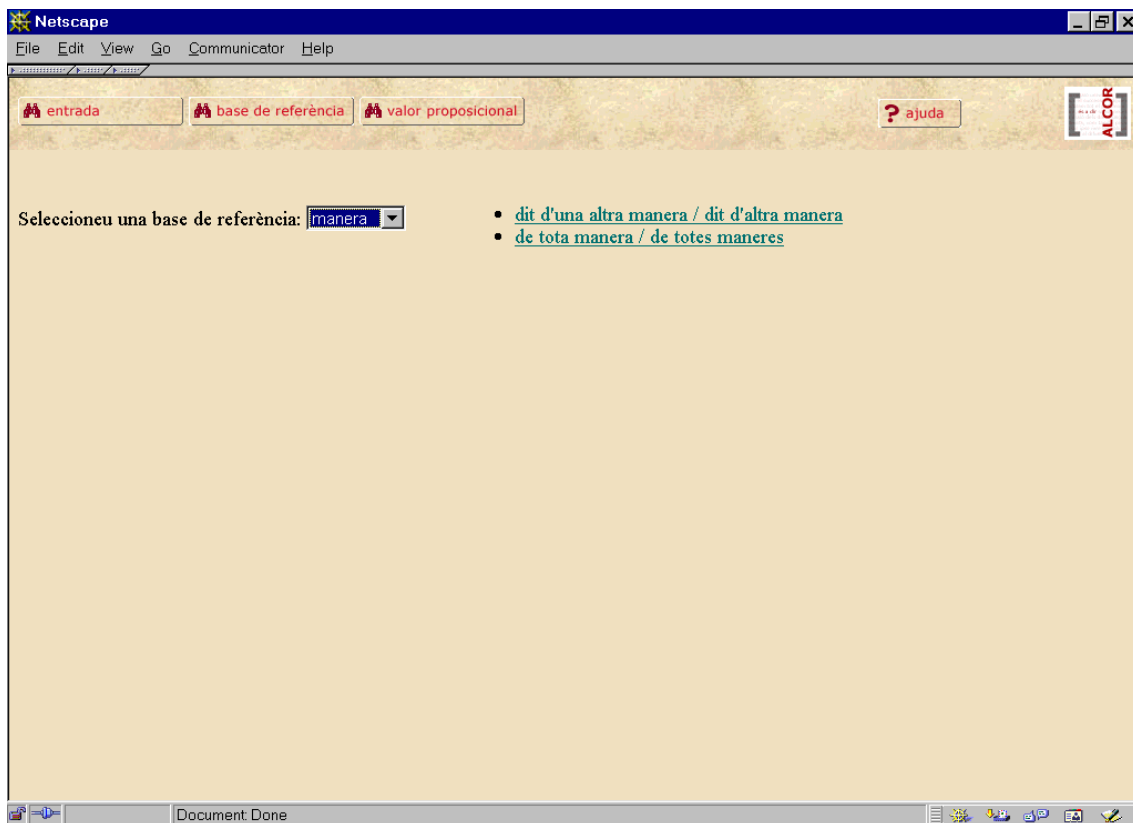 Netscape
File Edit View Go Communicator Help
entrada base de referència valor proposicional ajuda
ALCOR
Seleccioneu una base de referència: manera
dit d'una altra manera / dit d'altra manera
de tota manera / de totes maneres
Document: Done